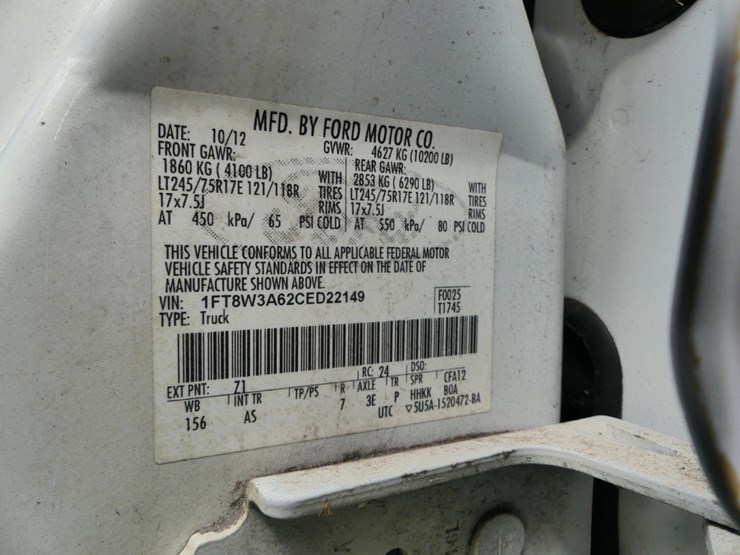 MFD. BY FORD MOTOR CO.
DATE: 10/12 GVWR: 4627 KG (10200 LB)
FRONT GAWR: REAR GAWR:
1860 KG ( 4100 LB) WITH 2853 KG ( 6290 LB) WITH
LT245/75R17E 121/118R TIRES LT245/75R17E 121/118R TIRES
17x7.5J RIMS 17x7.5J RIMS
AT 450 kPa/ 65 PSI COLD AT 550 kPa/ 80 PSI COLD
THIS VEHICLE CONFORMS TO ALL APPLICABLE FEDERAL MOTOR
VEHICLE SAFETY STANDARDS IN EFFECT ON THE DATE OF
MANUFACTURE SHOWN ABOVE.
VIN: 1FT8W3A62CED22149 F0025
TYPE: Truck T1745
EXT PNT: Z1 RC: 24 DSO:
WB INT TR TP/PS R AXLE TR SPR CFA12
156 AS 7 3E P HHKK BOA
UTC ▽5U5A-1520472-BA